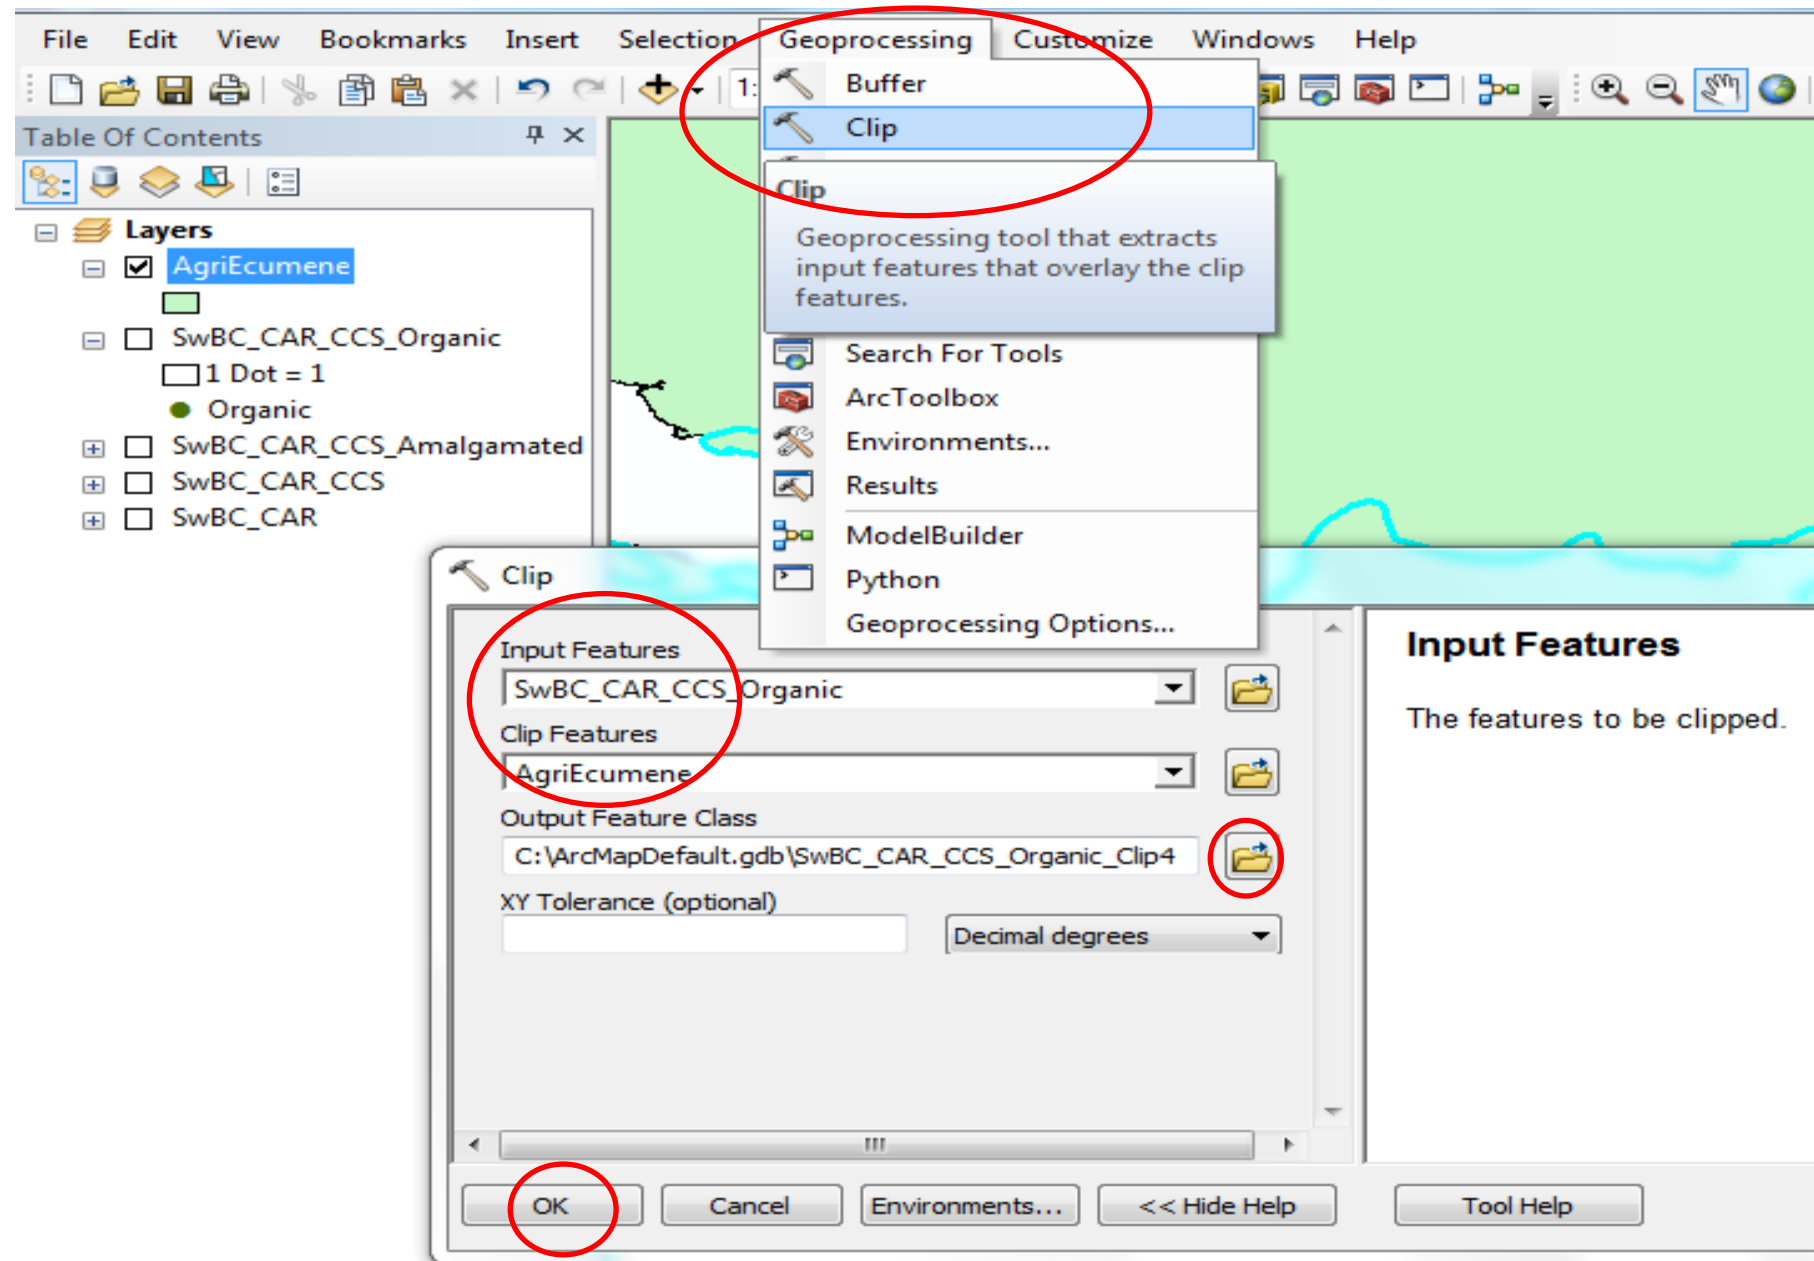 File Edit View Bookmarks Insert Selection Geoprocessing Customize Windows Help
1:
Table Of Contents
Layers
AgriEcumene
SwBC_CAR_CCS_Organic
1 Dot = 1
Organic
SwBC_CAR_CCS_Amalgamated
SwBC_CAR_CCS
SwBC_CAR
Buffer
Clip
Clip
Geoprocessing tool that extracts
input features that overlay the clip
features.
Search For Tools
ArcToolbox
Environments...
Results
ModelBuilder
Python
Geoprocessing Options...
Clip
Input Features
SwBC_CAR_CCS_Organic
Clip Features
AgriEcumene
Output Feature Class
C:\ArcMapDefault.gdb\SwBC_CAR_CCS_Organic_Clip4
XY Tolerance (optional)
Decimal degrees
Input Features
The features to be clipped.
OK Cancel Environments... << Hide Help Tool Help